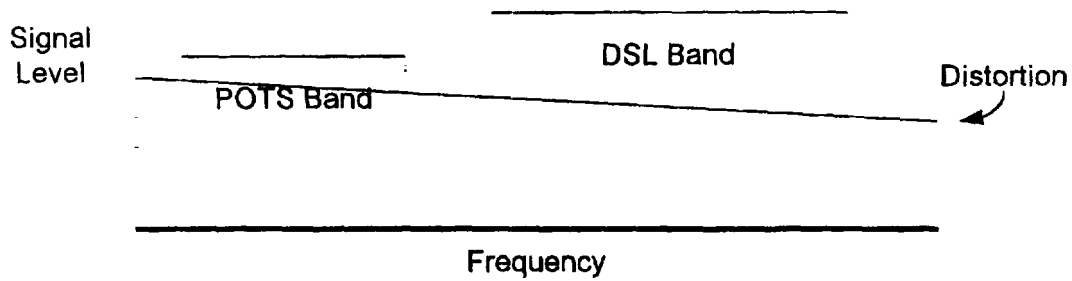 Signal
Level
POTS Band
DSL Band
Distortion
Frequency